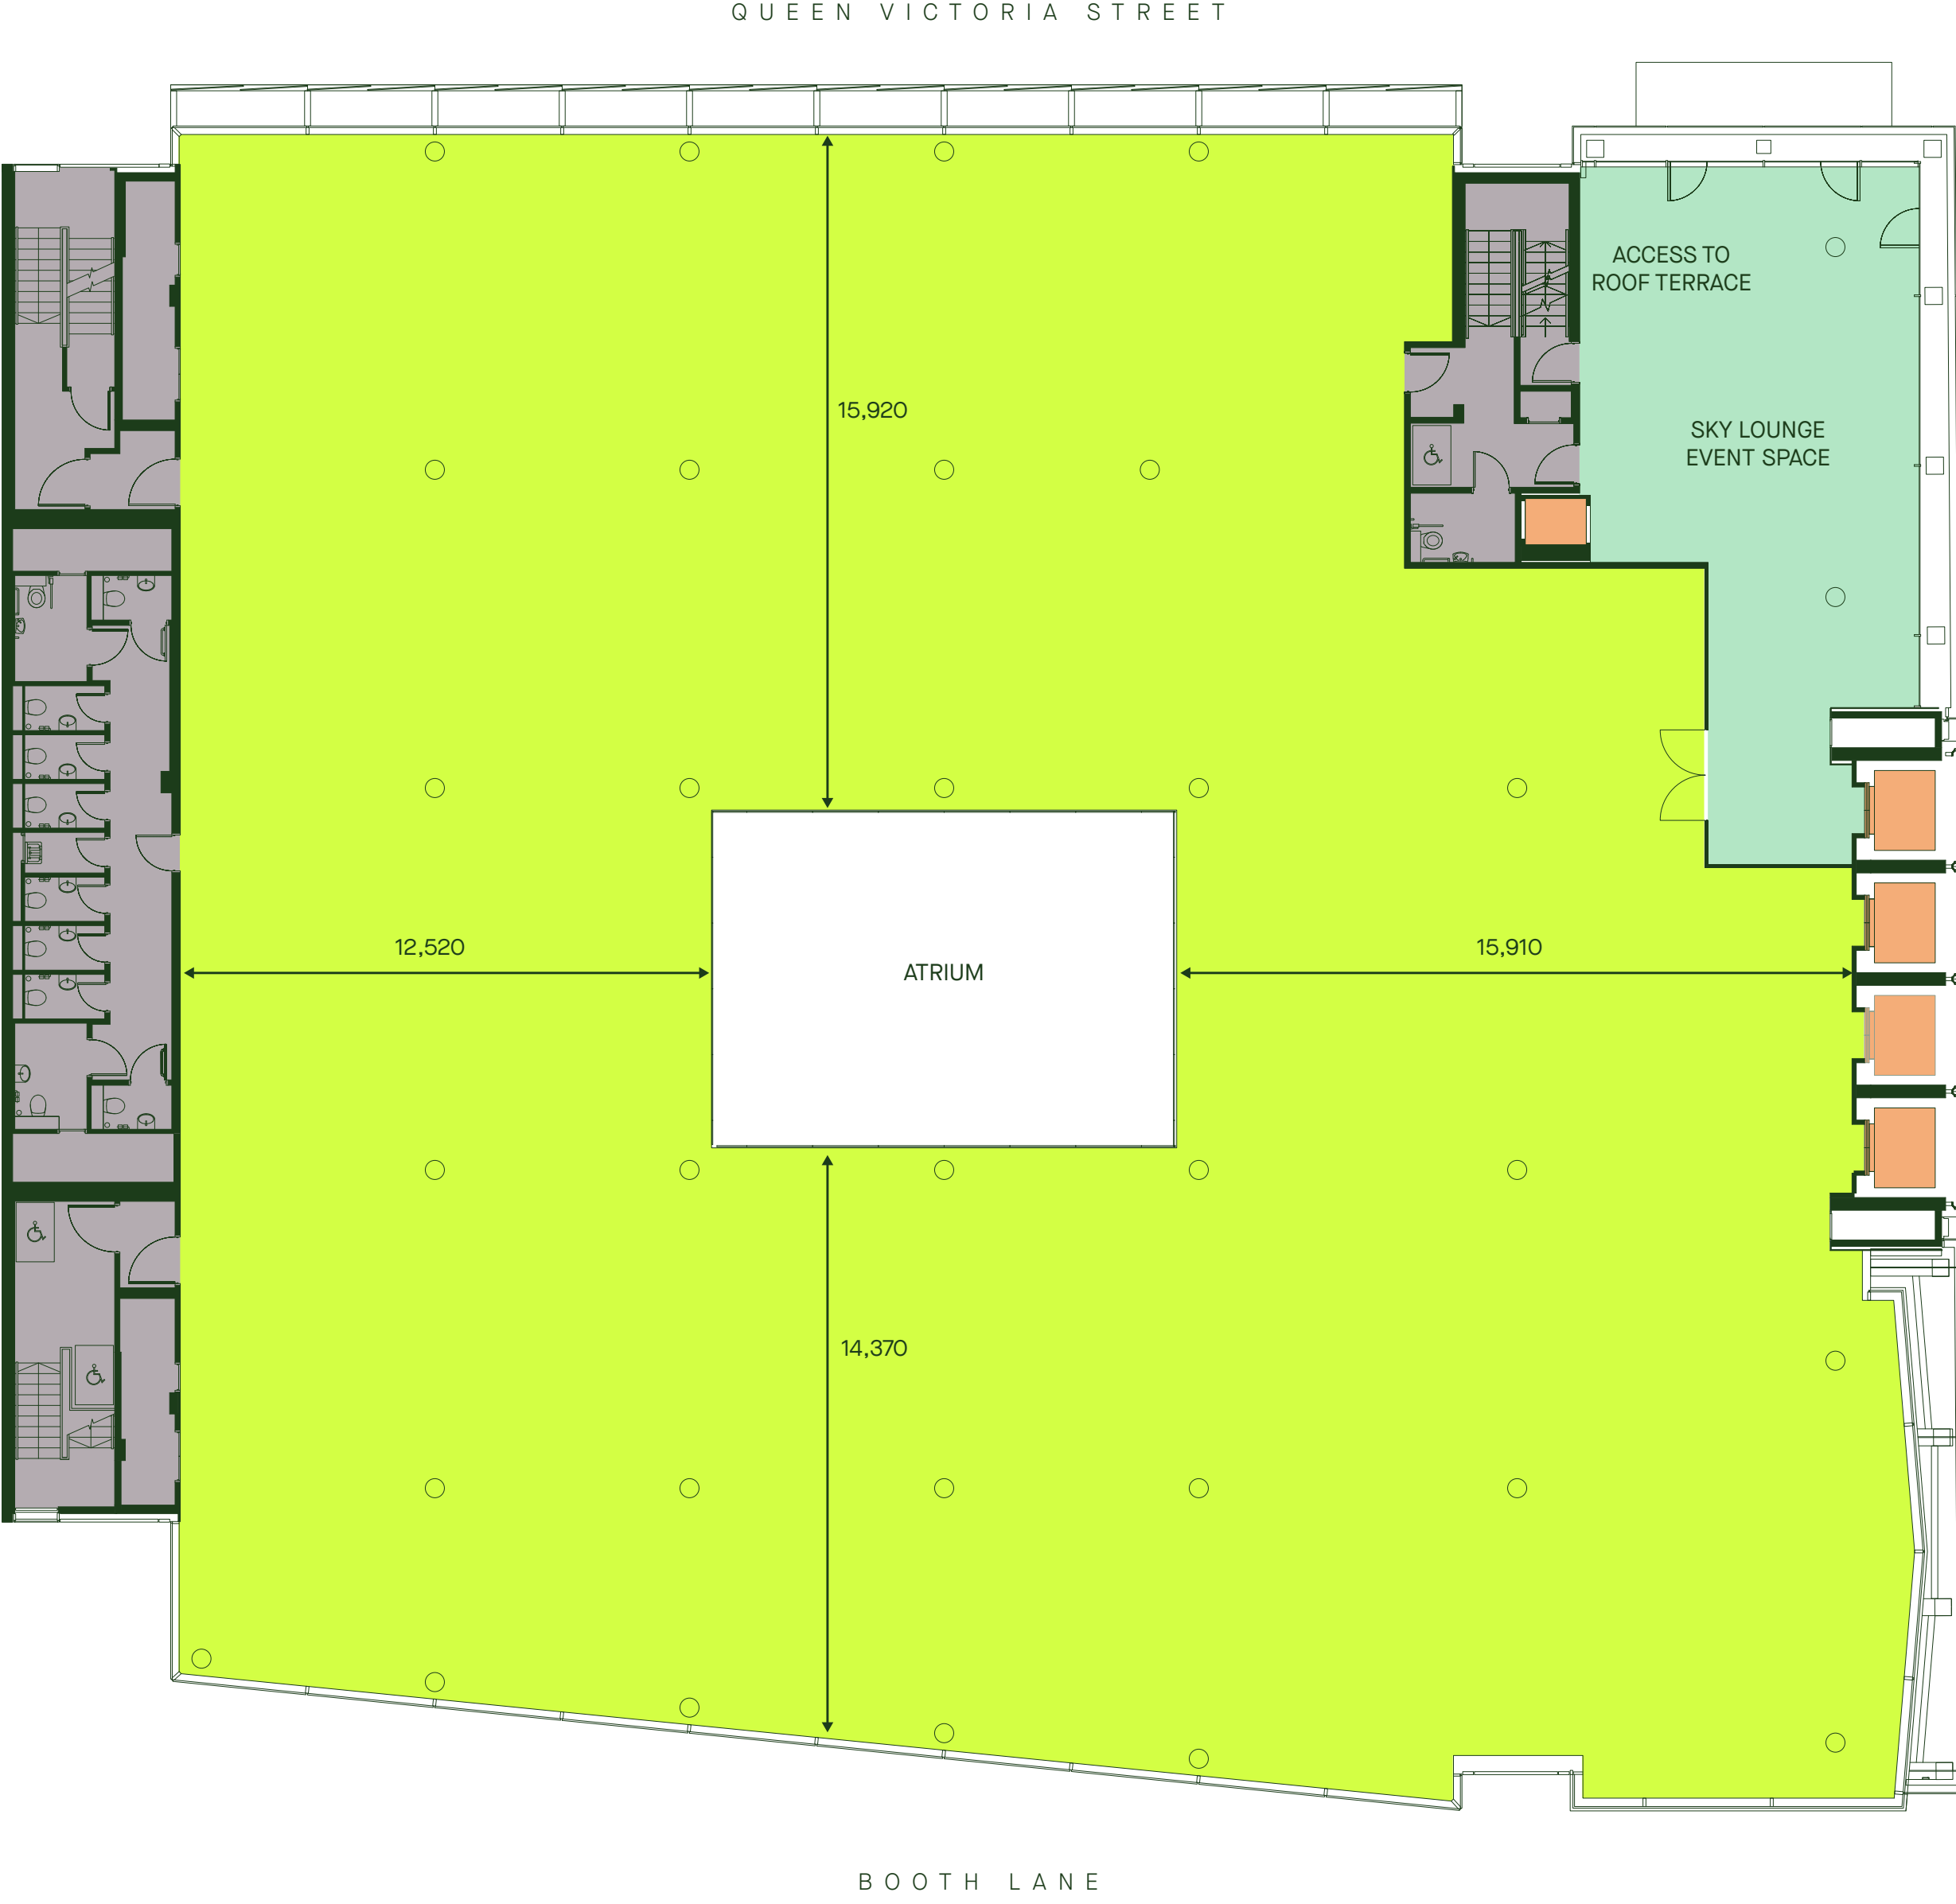 QUEEN VICTORIA STREET
ACCESS TO
ROOF TERRACE
15,920
SKY LOUNGE
EVENT SPACE
12,520
15,910
ATRIUM
14,370
BOOTH LANE